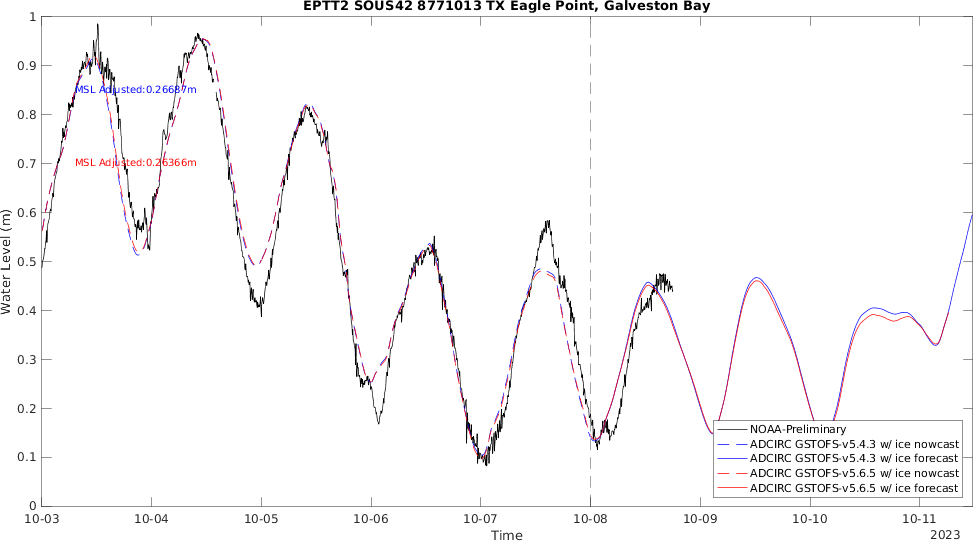 EPTT2 SOUS42 8771013 TX Eagle Point, Galveston Bay
1
0.9
0.8
0.7
0.6
0.5
0.4
0.3
0.2
0.1
0
Water Level (m)
MSL Adjusted:0.26687m
MSL Adjusted:0.26366m
NOAA-Preliminary
ADCIRC GSTOFS-v5.4.3 w/ ice nowcast
ADCIRC GSTOFS-v5.4.3 w/ ice forecast
ADCIRC GSTOFS-v5.6.5 w/ ice nowcast
ADCIRC GSTOFS-v5.6.5 w/ ice forecast
10-03 10-04 10-05 10-06 10-07 10-08 10-09 10-10 10-11
Time
2023